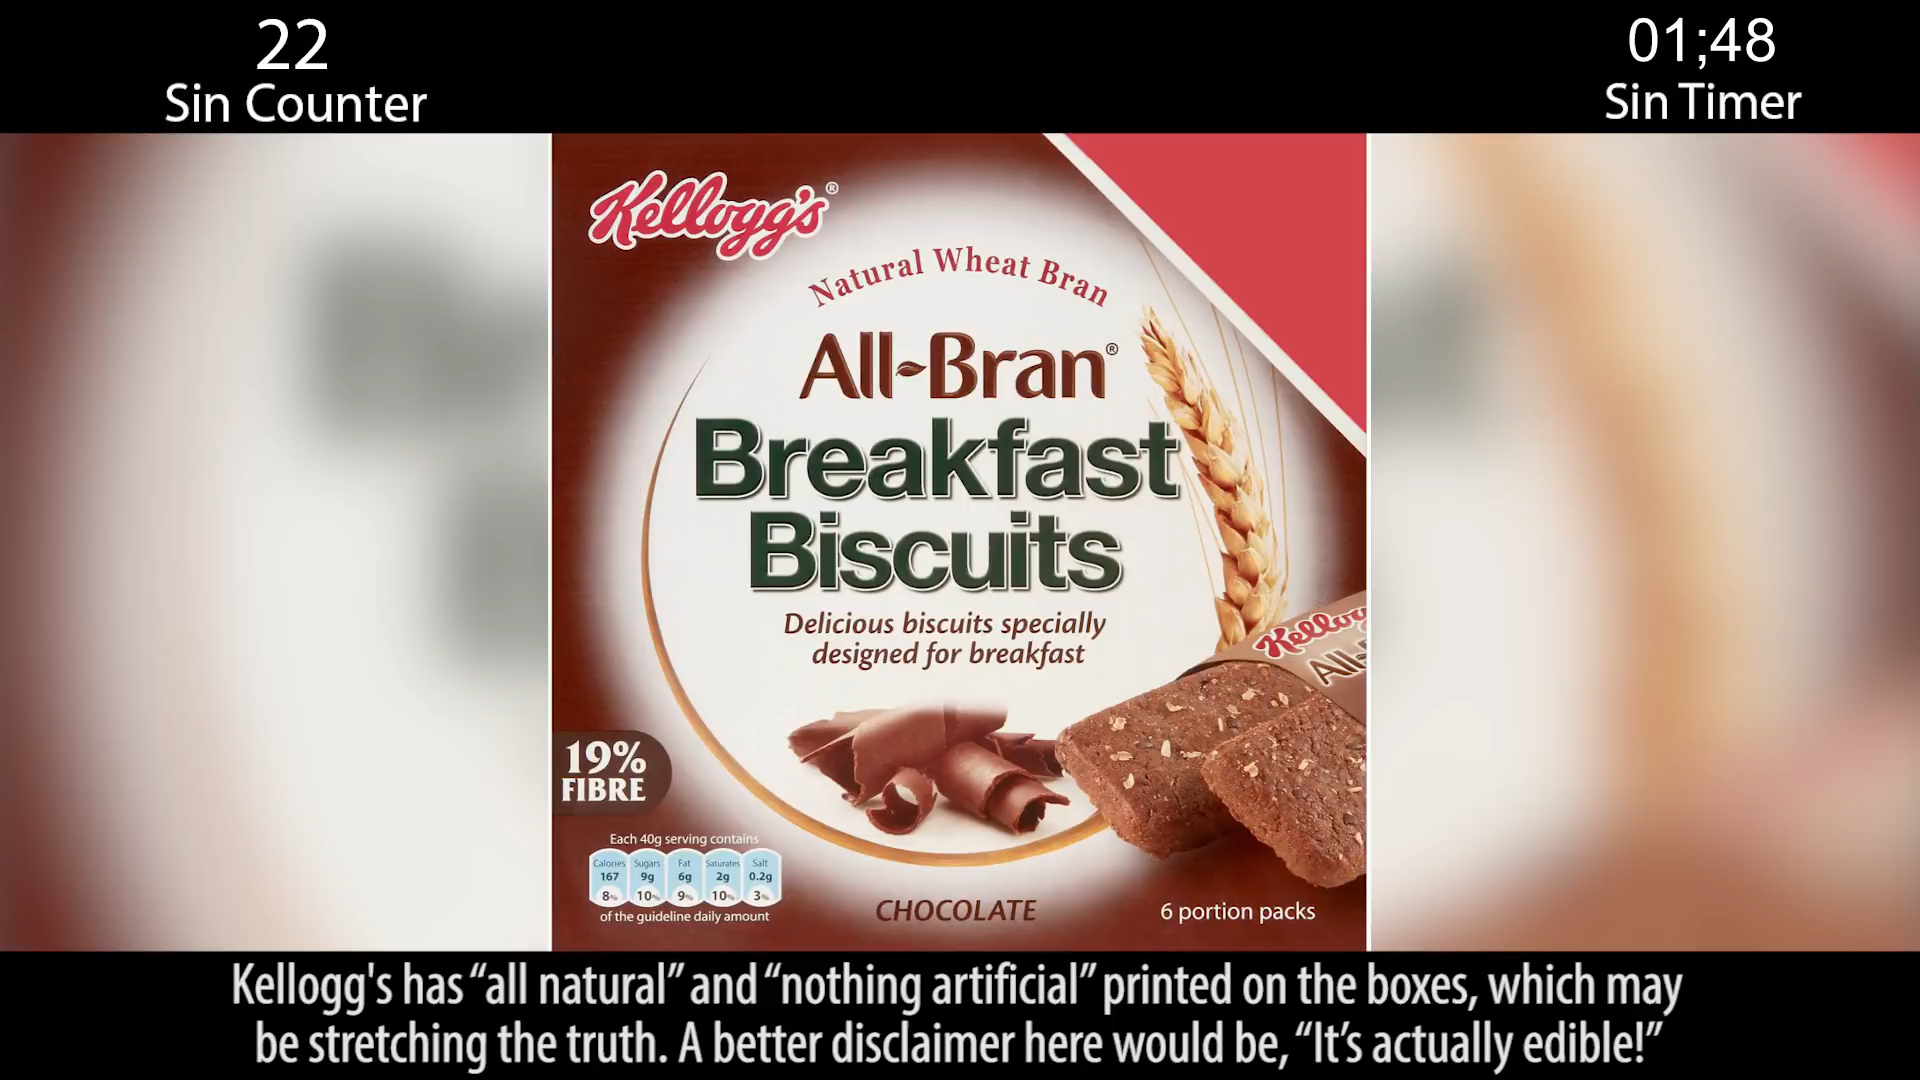 22
Sin Counter
01;48
Sin Timer
Kellogg's®
Natural Wheat Bran
All-Bran®
Breakfast
Biscuits
Delicious biscuits specially
designed for breakfast
Kellog
All-
19%
FIBRE
Each 40g serving contains
Calories Sugars Fat Saturates Salt
167 9g 6g 2g 0.2g
8% 10% 9% 10% 3%
of the guideline daily amount
CHOCOLATE
6 portion packs
Kellogg's has “all natural” and “nothing artificial” printed on the boxes, which may
be stretching the truth. A better disclaimer here would be, “It’s actually edible!”